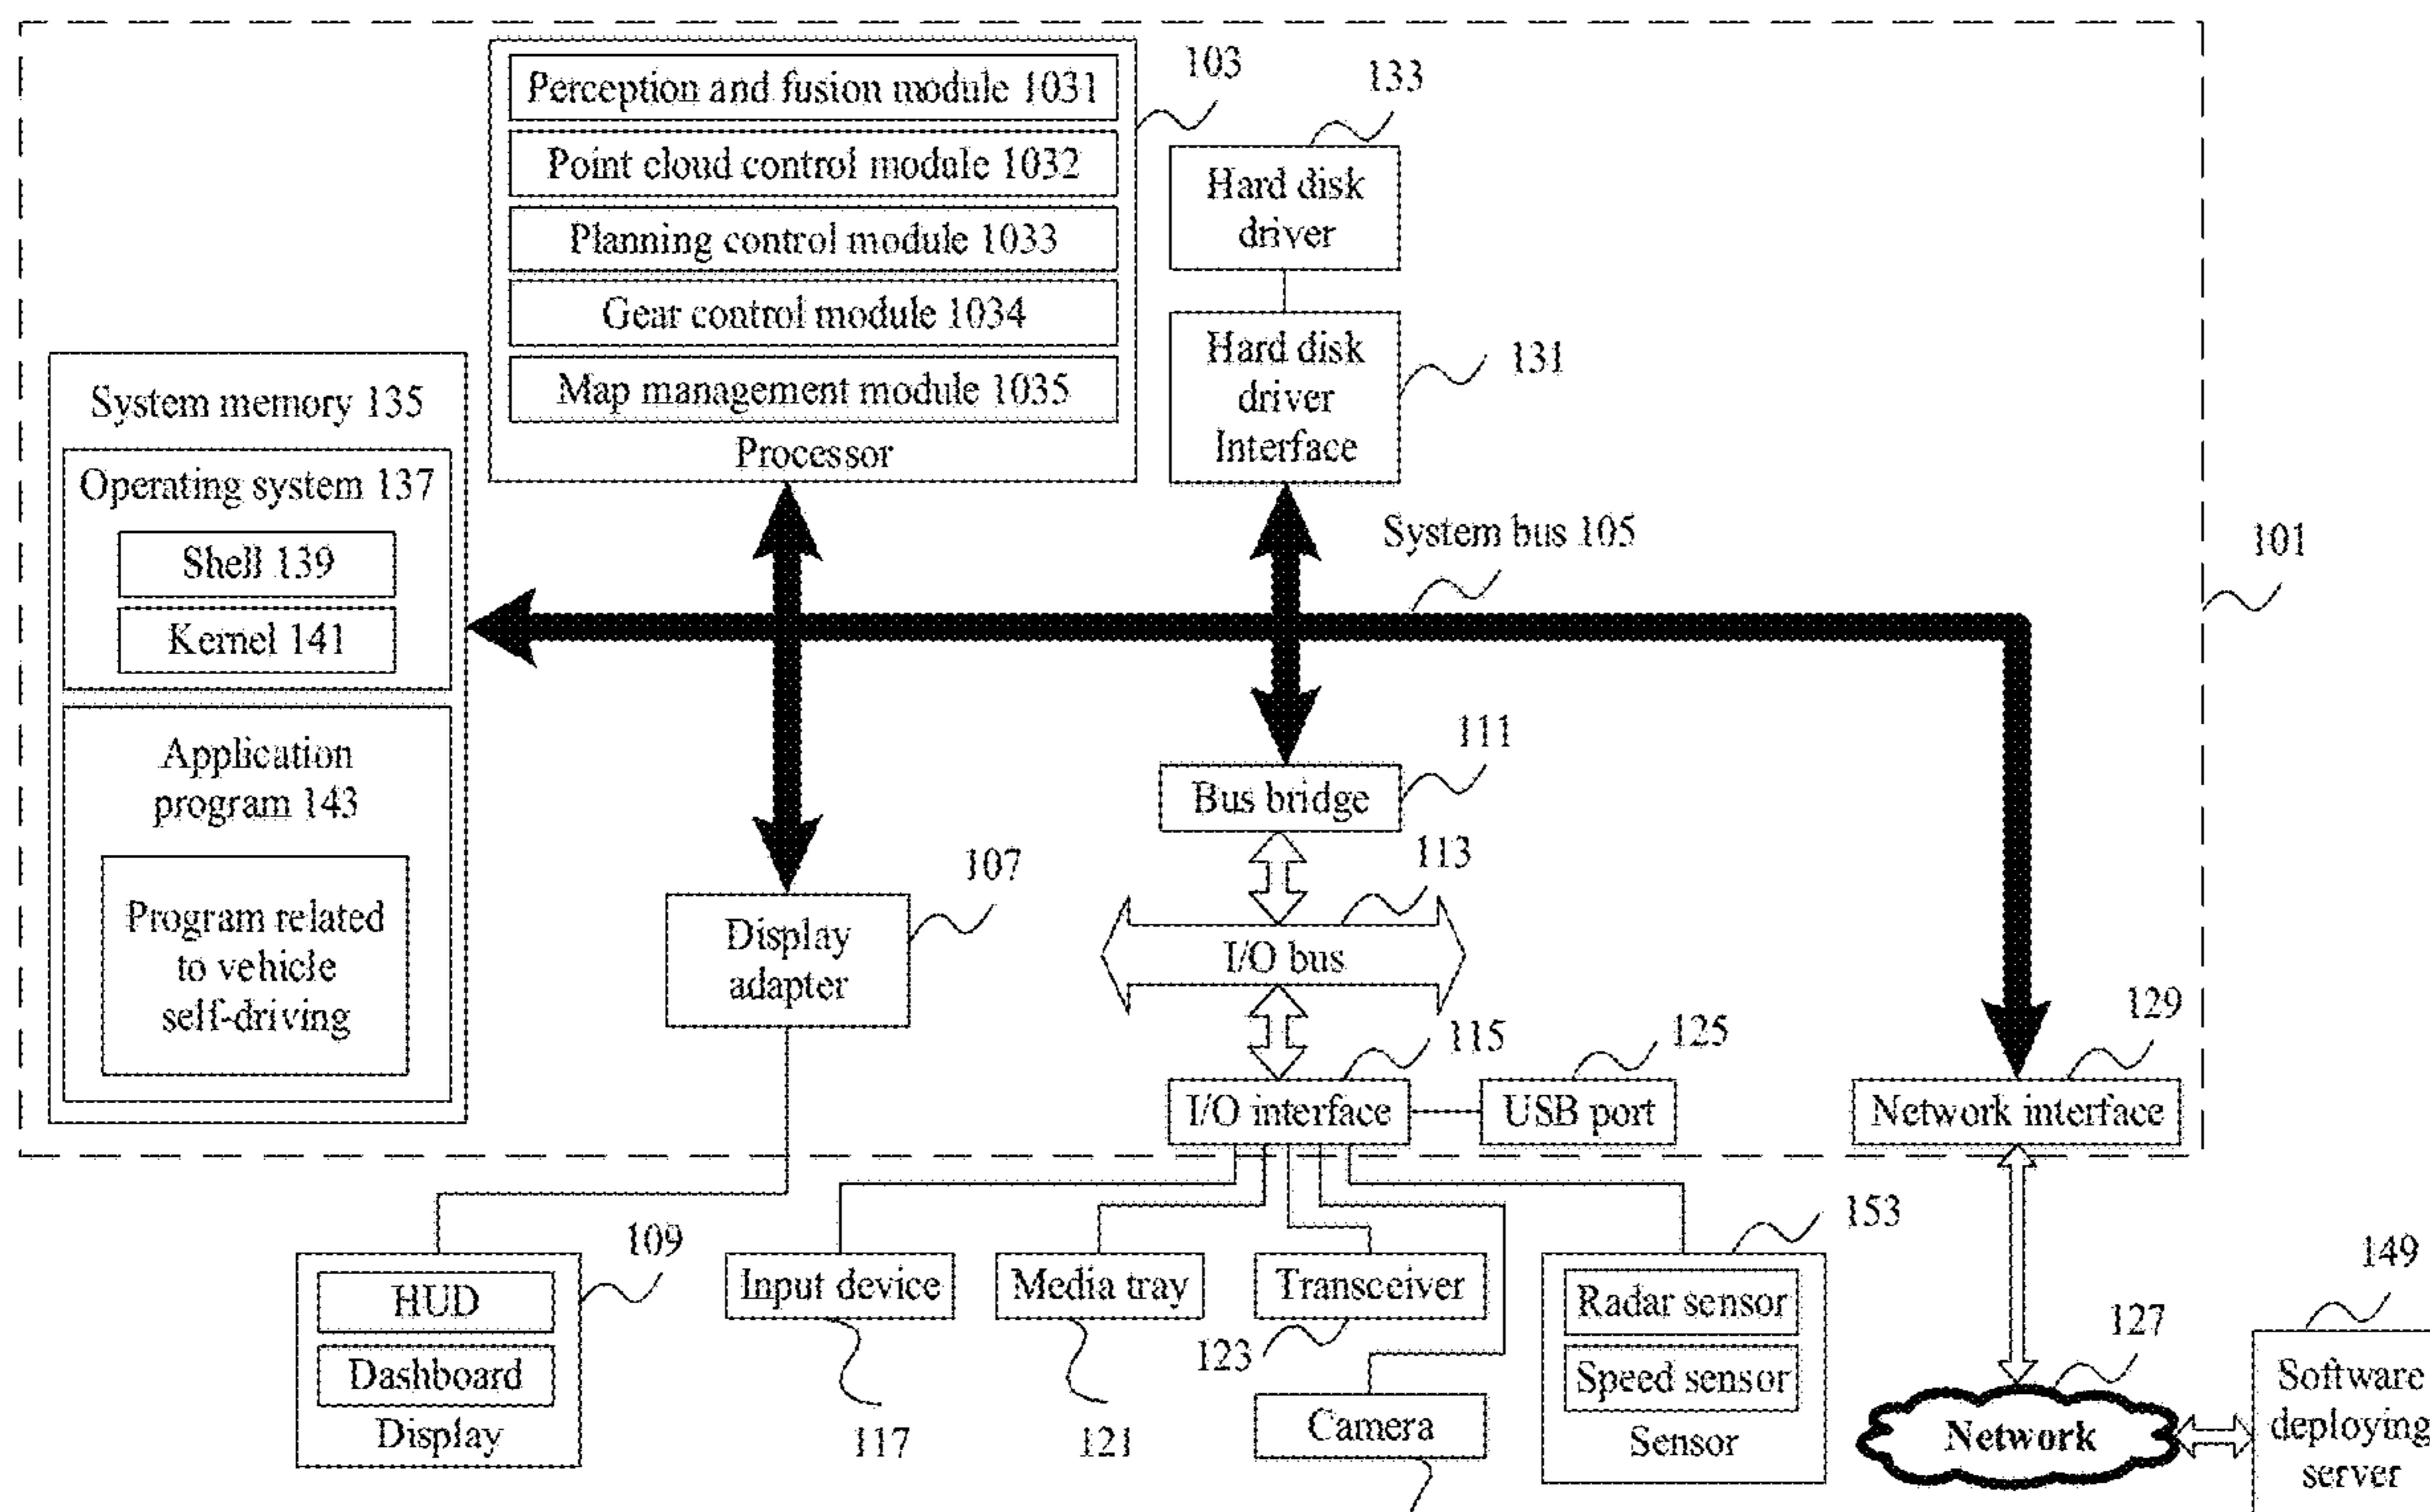 Perception and fusion module 1031
Point cloud control module 1032
Planning control module 1033
Gear control module 1034
Map management module 1035
Processor
103
133
Hard disk
driver
Hard disk
driver
Interface
131
System memory 135
Operating system 137
Shell 139
Kernel 141
Application
program 143
Program related
to vehicle
self-driving
System bus 105
101
111
Bus bridge
113
I/O bus
107
Display
adapter
115
I/O interface
125
USB port
129
Network interface
109
HUD
Dashboard
Display
Input device
117
Media tray
121
Transceiver
123
Camera
153
Radar sensor
Speed sensor
Sensor
127
Network
149
Software
deploying
server